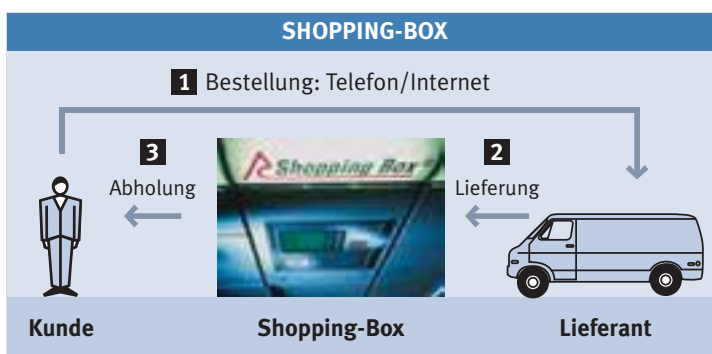 SHOPPING-BOX
1 Bestellung: Telefon/Internet
3
Abholung
Shopping Box
2
Lieferung
Kunde
Shopping-Box
Lieferant